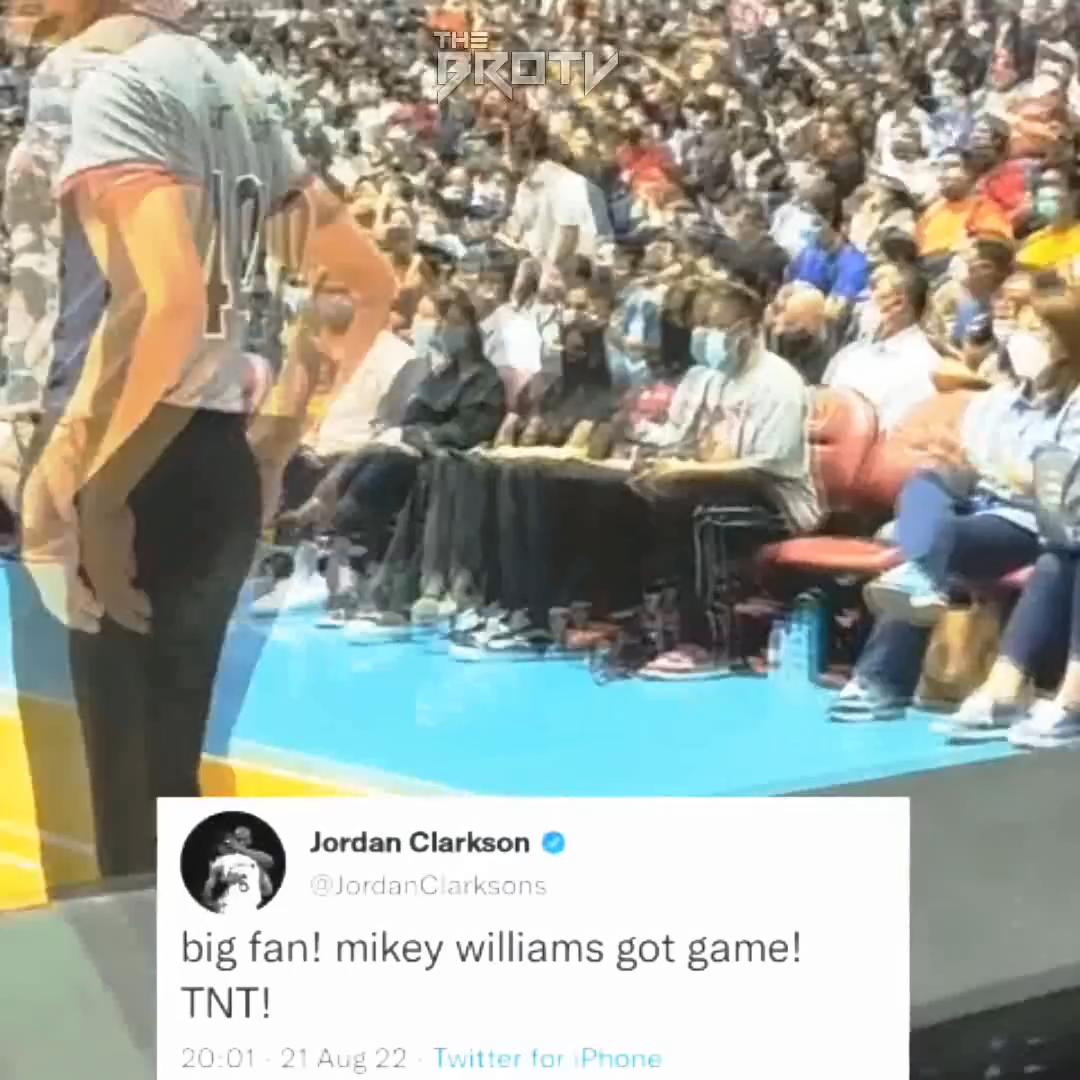 THE
BROTV
Jordan Clarkson
@JordanClarksons
big fan! mikey williams got game!
TNT!
20:01 · 21 Aug 22 · Twitter for iPhone